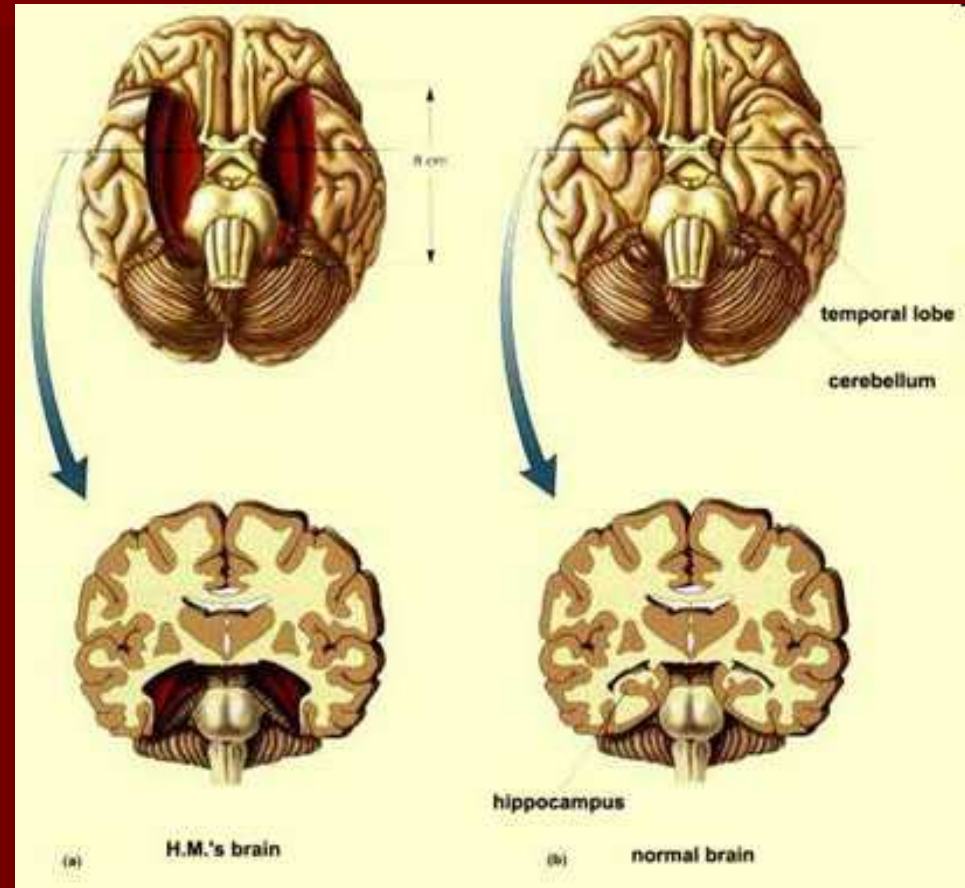 8 cm
temporal lobe
cerebellum
hippocampus
(a)
H.M.'s brain
(b)
normal brain